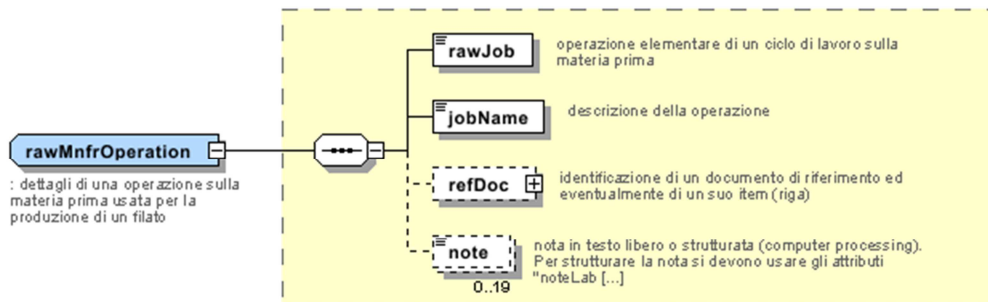 rawMnfrOperation
: dettagli di una operazione sulla
materia prima usata per la
produzione di un filato
rawJob
operazione elementare di un ciclo di lavoro sulla
materia prima
jobName
descrizione della operazione
refDoc
identificazione di un documento di riferimento ed
eventualmente di un suo item (riga)
note
0..19
nota in testo libero o strutturata (computer processing).
Per strutturare la nota si devono usare gli attributi
"noteLab [...]